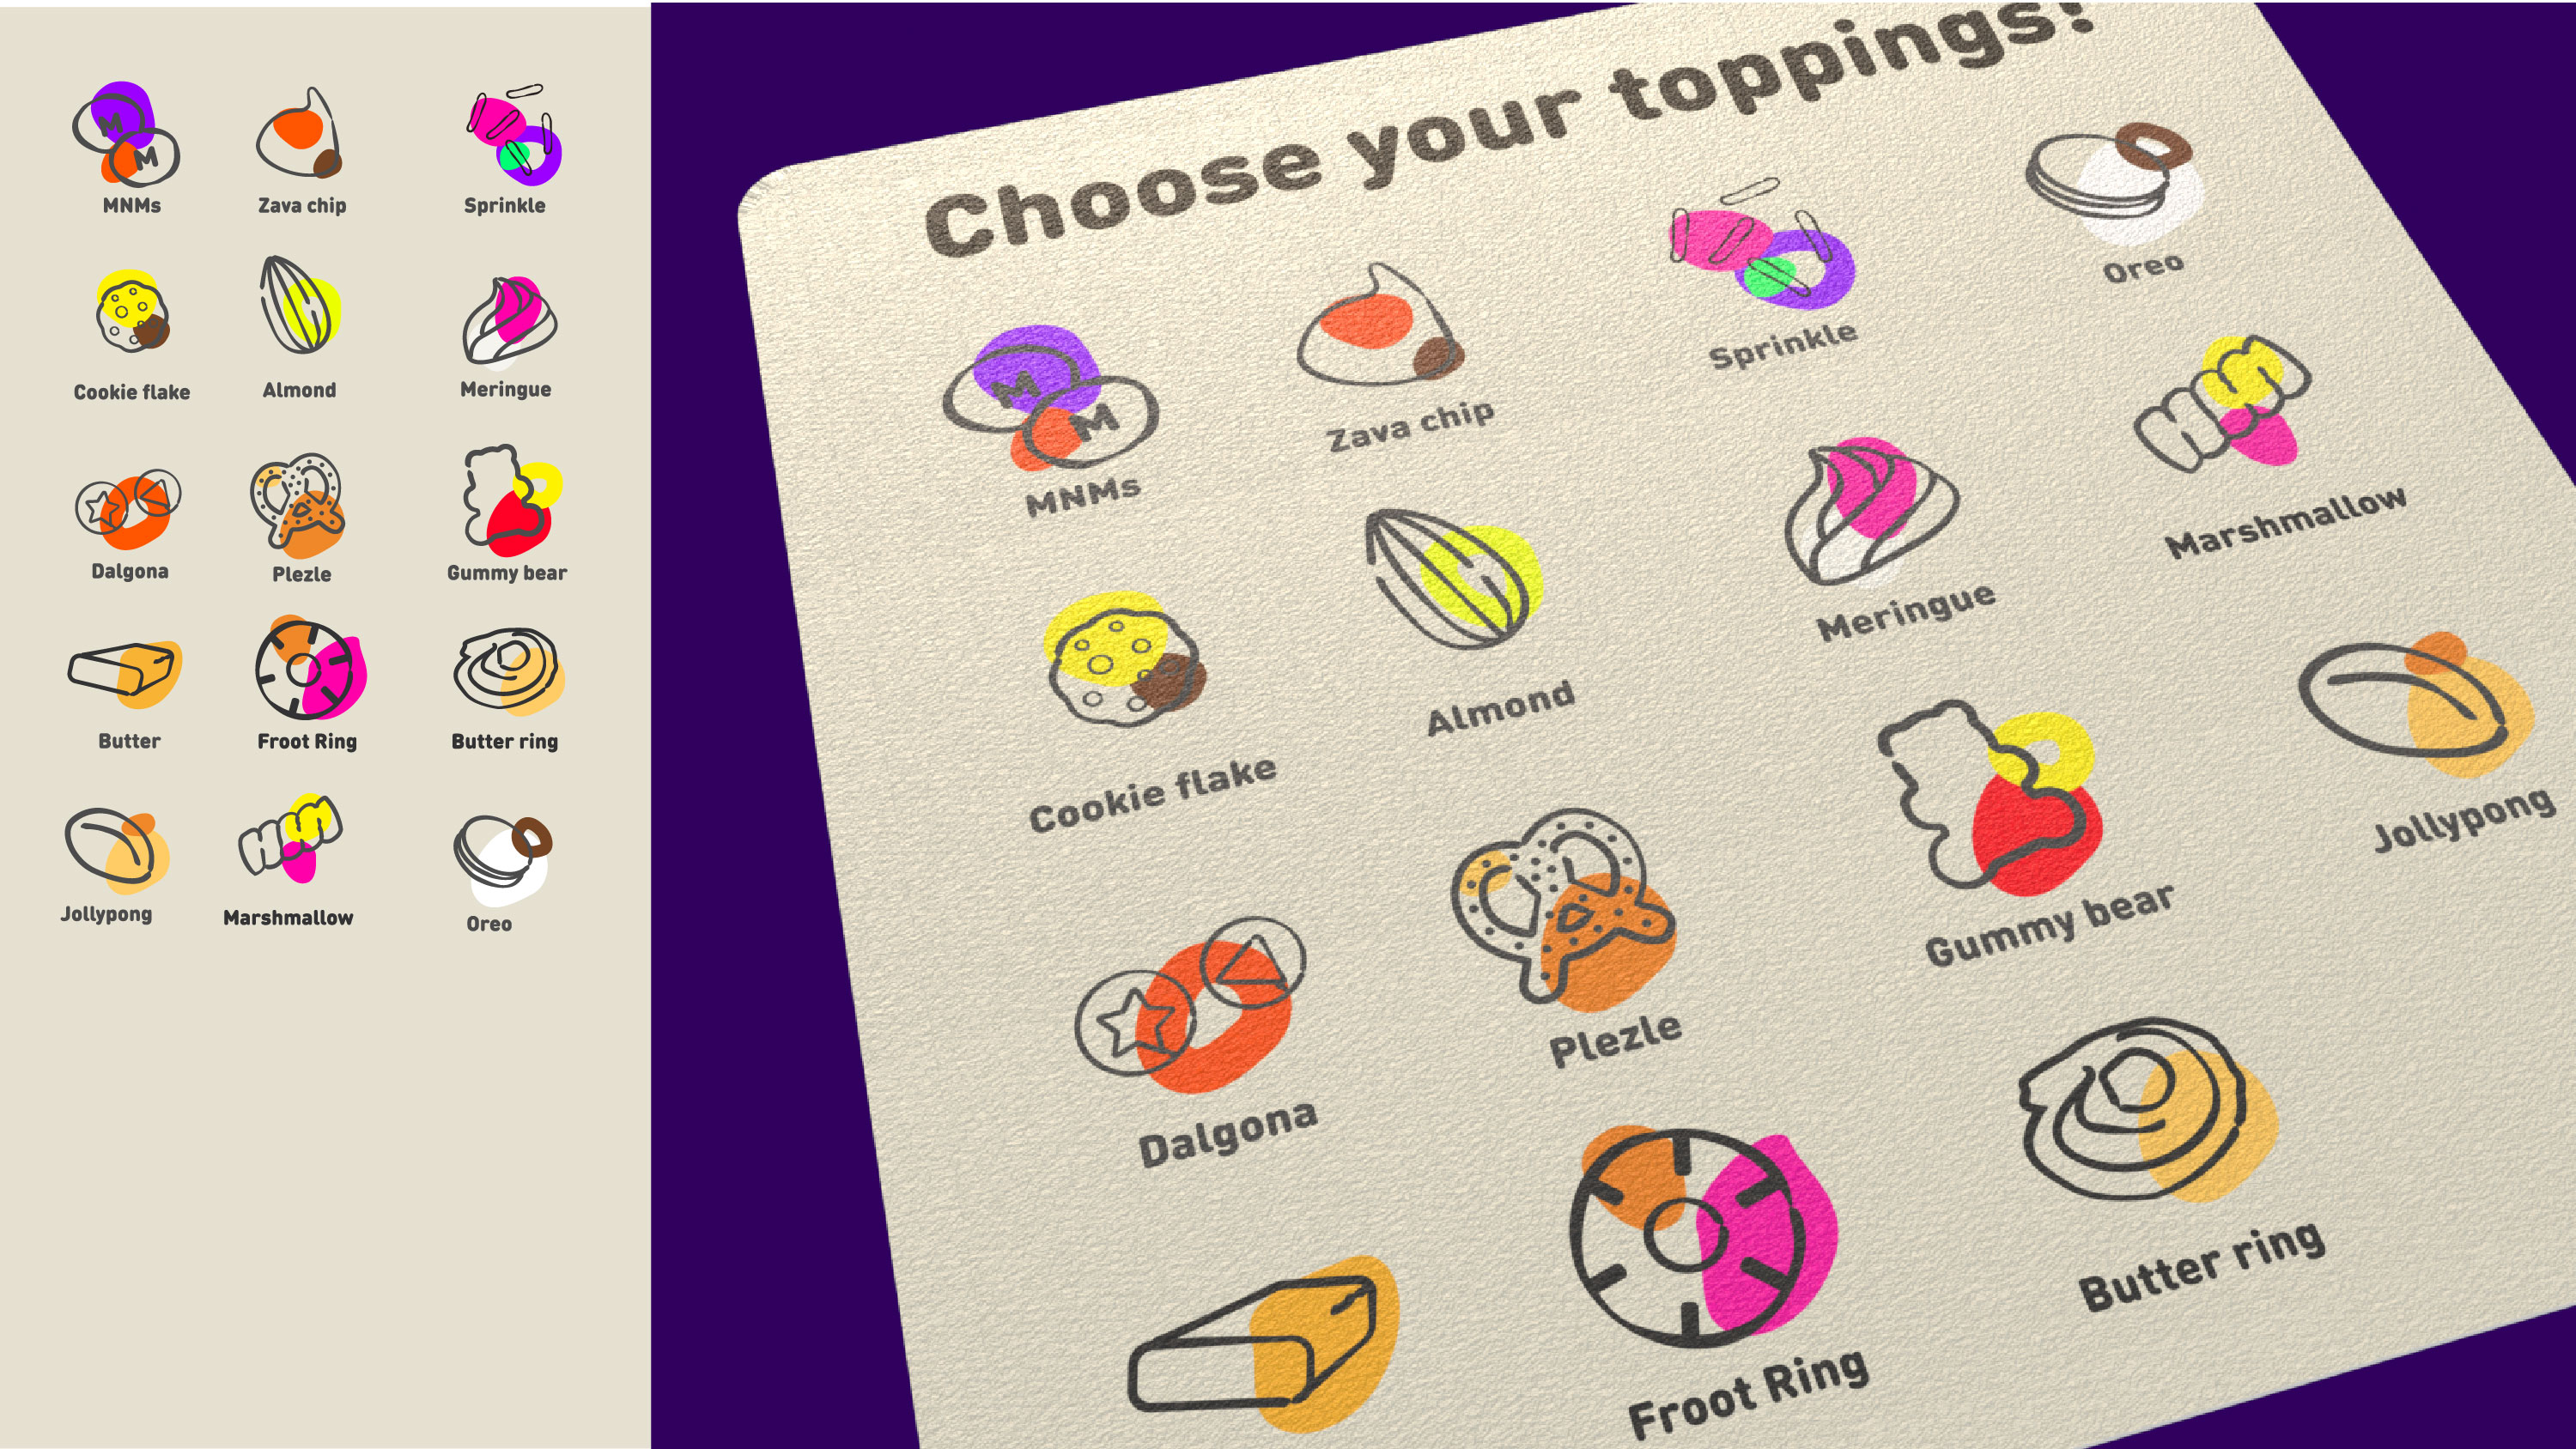 M
M
MNMs
Zava chip
Sprinkle
Cookie flake
Almond
Meringue
Dalgona
Plezle
Gummy bear
Butter
Froot Ring
Butter ring
Jollypong
Marshmallow
Oreo
Choose your toppings!
M
M
MNMs
Zava chip
Sprinkle
Oreo
Cookie flake
Almond
Meringue
Marshmallow
Dalgona
Plezle
Gummy bear
Jollypong
Froot Ring
Butter ring